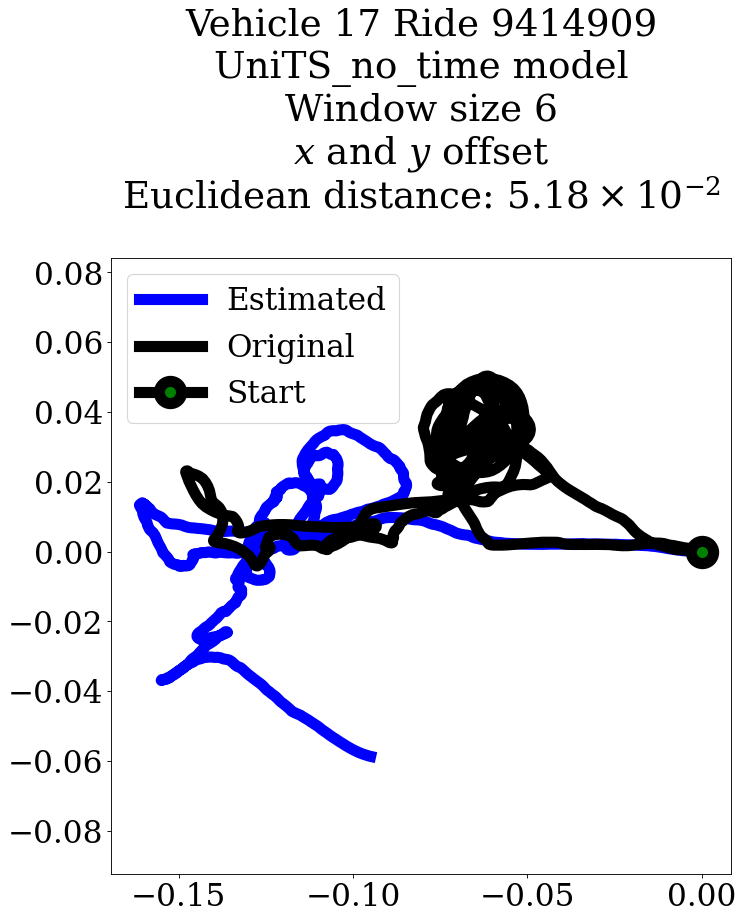 Vehicle 17 Ride 9414909
UniTS_no_time model
Window size 6
x and y offset
Euclidean distance: 5.18 × 10⁻²
Estimated
Original
Start
0.08
0.06
0.04
0.02
0.00
−0.02
−0.04
−0.06
−0.08
−0.15 −0.10 −0.05 0.00